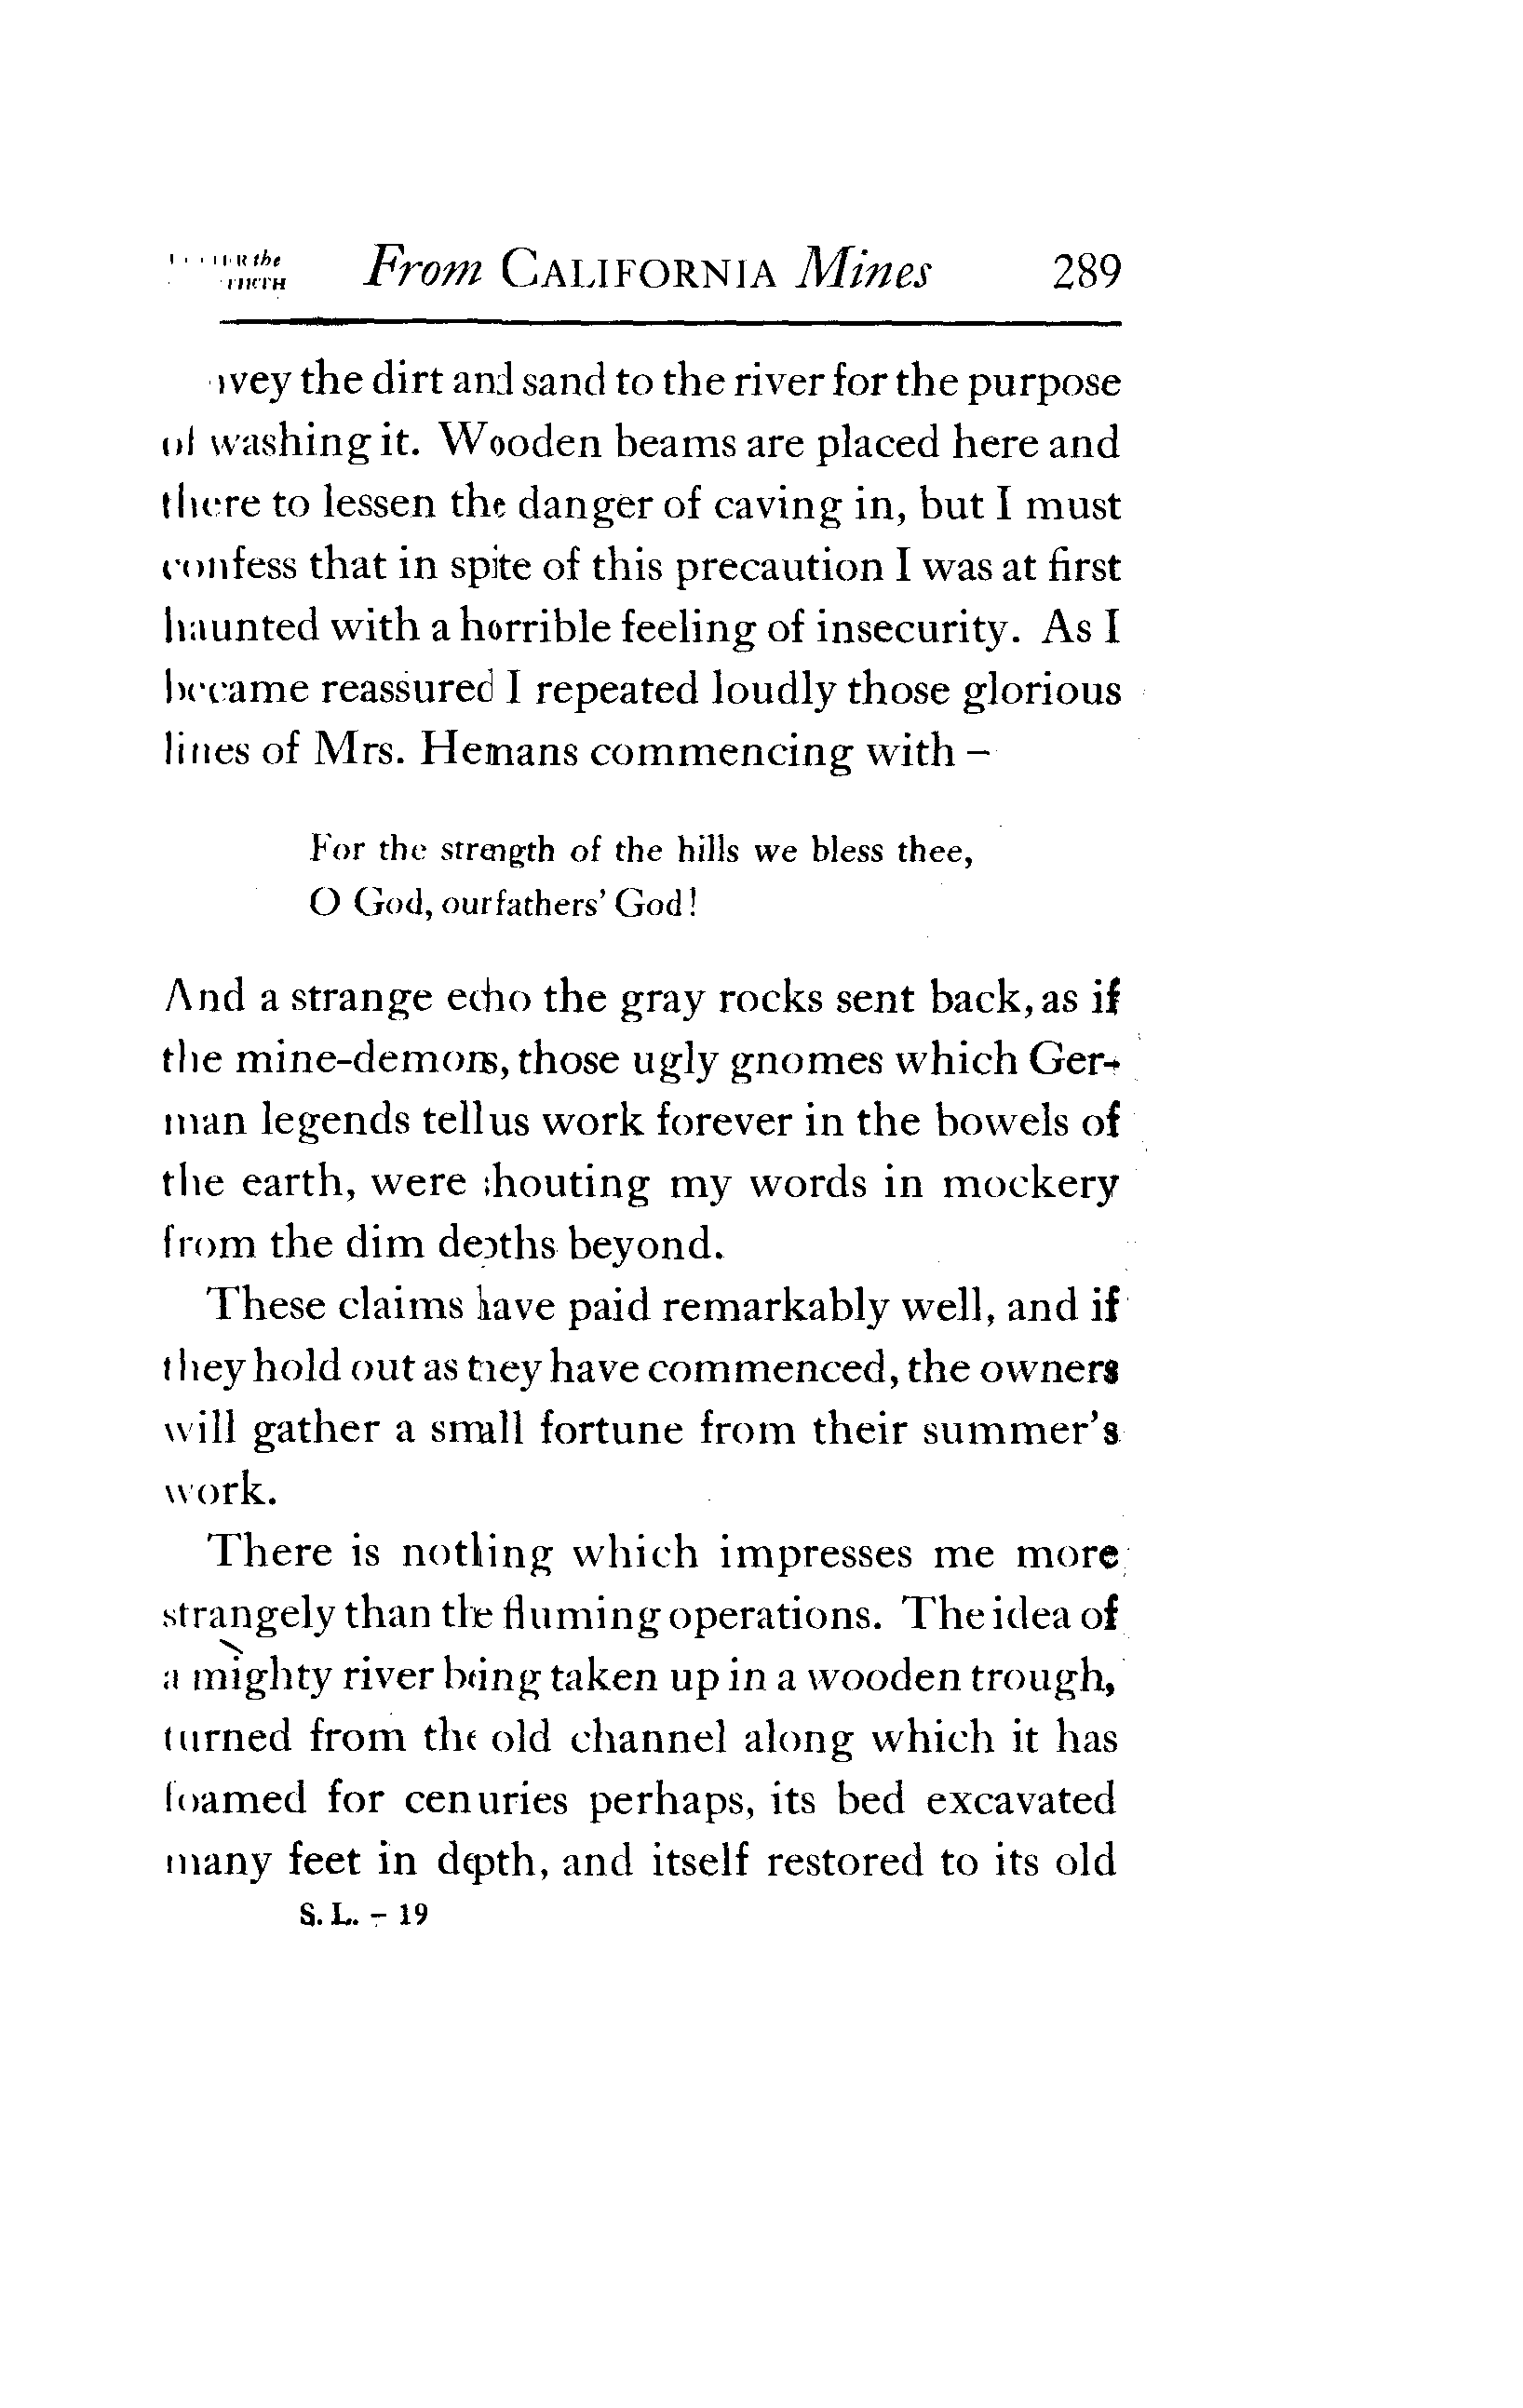 the From CALIFORNIA Mines 289
vey the dirt and sand to the river for the purpose
of washing it. Wooden beams are placed here and
there to lessen the danger of caving in, but I must
confess that in spite of this precaution I was at first
haunted with a horrible feeling of insecurity. As I
became reassured I repeated loudly those glorious
lines of Mrs. Hemans commencing with –
For the strength of the hills we bless thee,
O God, our fathers' God!
And a strange echo the gray rocks sent back, as if
the mine-demons, those ugly gnomes which Ger-
man legends tell us work forever in the bowels of
the earth, were shouting my words in mockery
from the dim depths beyond.
These claims have paid remarkably well, and if
they hold out as they have commenced, the owners
will gather a small fortune from their summer's
work.
There is nothing which impresses me more
strangely than the fluming operations. The idea of
a mighty river being taken up in a wooden trough,
turned from the old channel along which it has
foamed for centuries perhaps, its bed excavated
many feet in depth, and itself restored to its old
S. L. – 19